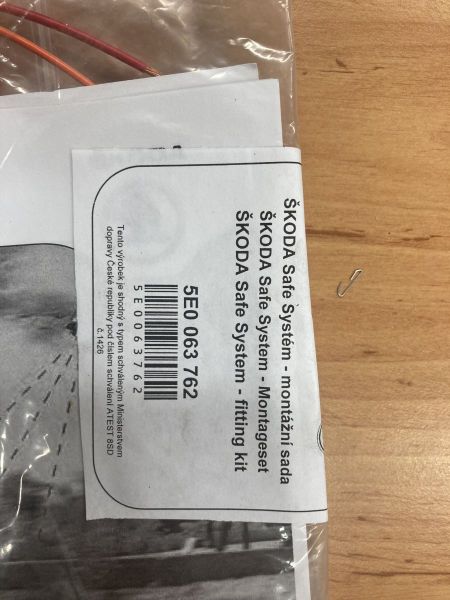 ŠKODA Safe Systém - montážní sada
ŠKODA Safe System - Montageset
ŠKODA Safe System - fitting kit
5E0 063 762
5E0063762
Tento výrobek je shodný s typem schváleným Ministerstvem
dopravy České republiky pod číslem schválení ATEST 8SD
č.1426